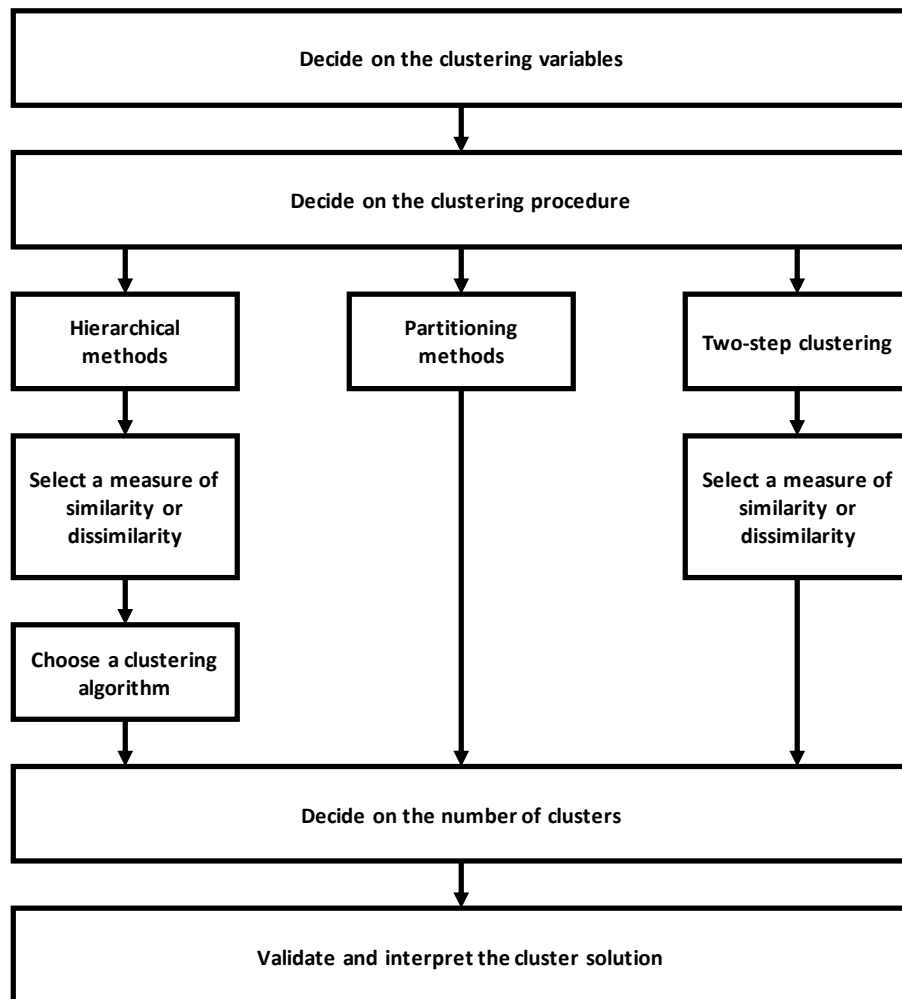 Decide on the clustering variables
Decide on the clustering procedure
Hierarchical
methods
Partitioning
methods
Two-step clustering
Select a measure of
similarity or
dissimilarity
Select a measure of
similarity or
dissimilarity
Choose a clustering
algorithm
Decide on the number of clusters
Validate and interpret the cluster solution